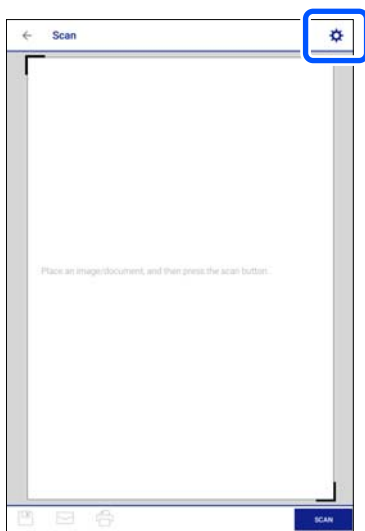 Scan
Place an image/document, and then press the scan button.
SCAN